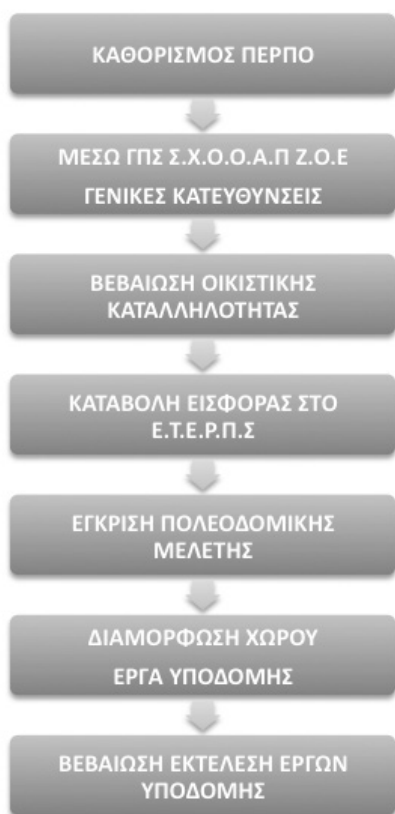 ΚΑΘΟΡΙΣΜΟΣ ΠΕΡΠΟ
ΜΕΣΩ ΓΠΣ Σ.Χ.Ο.Ο.Α.Π Ζ.Ο.Ε
ΓΕΝΙΚΕΣ ΚΑΤΕΥΘΥΝΣΕΙΣ
ΒΕΒΑΙΩΣΗ ΟΙΚΙΣΤΙΚΗΣ
ΚΑΤΑΛΛΗΛΟΤΗΤΑΣ
ΚΑΤΑΒΟΛΗ ΕΙΣΦΟΡΑΣ ΣΤΟ
Ε.Τ.Ε.Ρ.Π.Σ
ΕΓΚΡΙΣΗ ΠΟΛΕΟΔΟΜΙΚΗΣ
ΜΕΛΕΤΗΣ
ΔΙΑΜΟΡΦΩΣΗ ΧΩΡΟΥ
ΕΡΓΑ ΥΠΟΔΟΜΗΣ
ΒΕΒΑΙΩΣΗ ΕΚΤΕΛΕΣΗ ΕΡΓΩΝ
ΥΠΟΔΟΜΗΣ